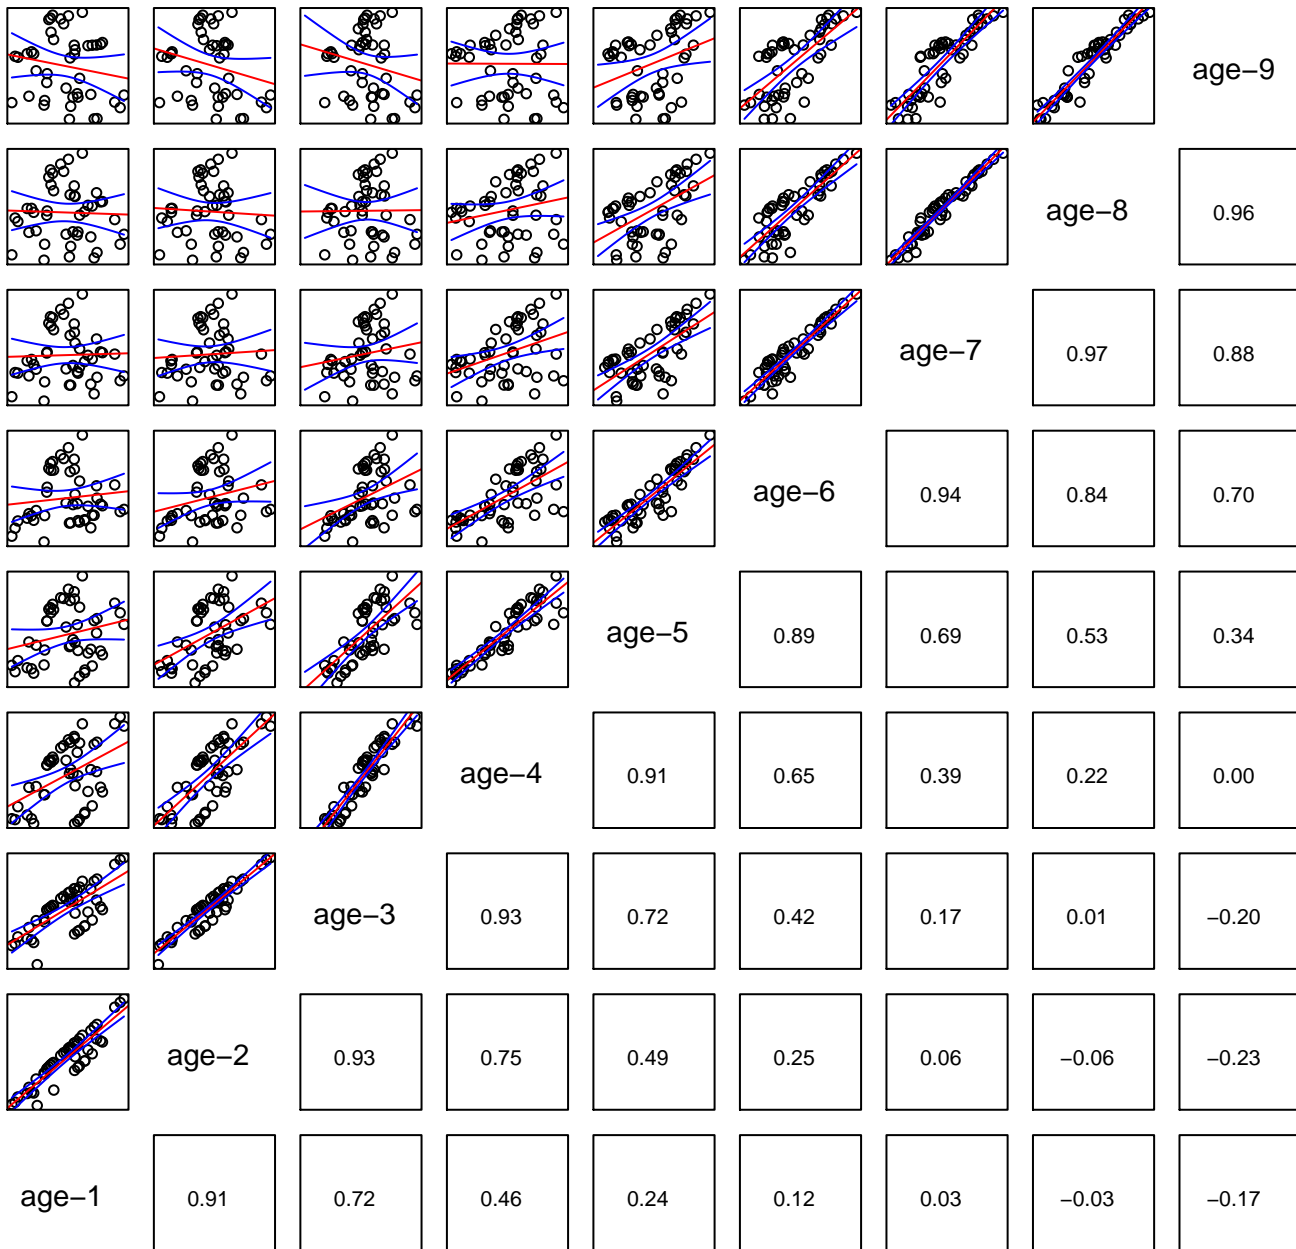 age−9
age−8 0.96
age−7 0.97 0.88
age−6 0.94 0.84 0.70
age−5 0.89 0.69 0.53 0.34
age−4 0.91 0.65 0.39 0.22 0.00
age−3 0.93 0.72 0.42 0.17 0.01 −0.20
age−2 0.93 0.75 0.49 0.25 0.06 −0.06 −0.23
age−1 0.91 0.72 0.46 0.24 0.12 0.03 −0.03 −0.17